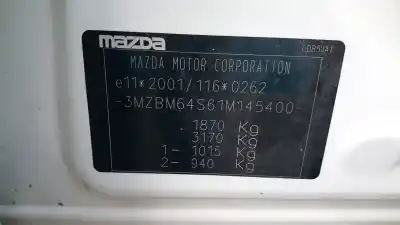 mazda
MAZDA MOTOR CORPORATION
e11*2001/116*0262
-3MZBM64S61M145400-
1870 Kg
3170 Kg
1- 1015 Kg
2- 940 Kg